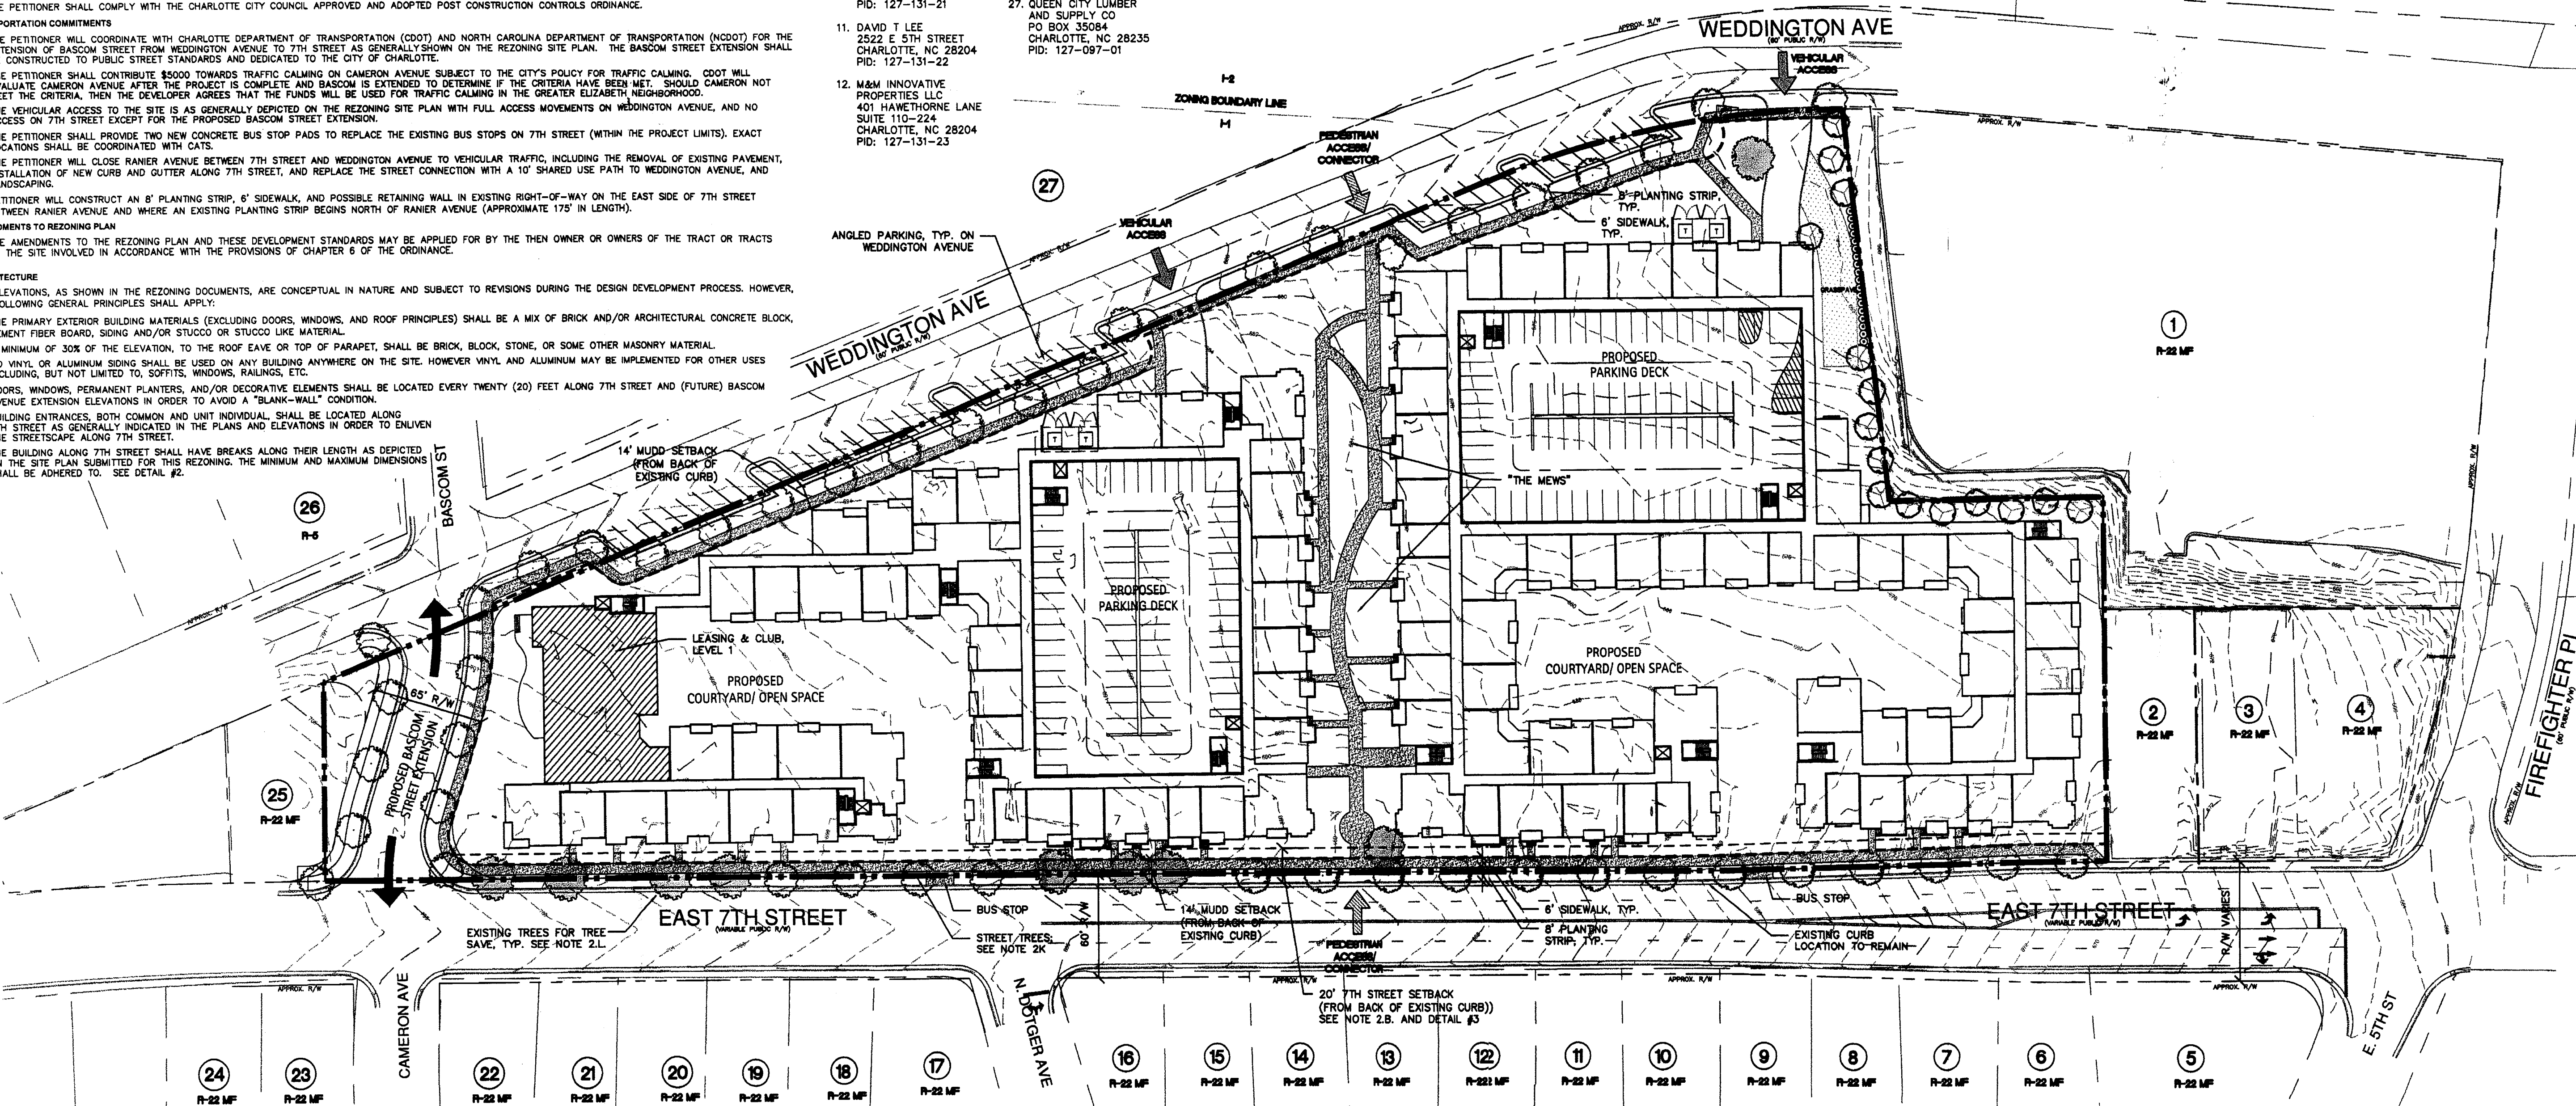 E PETITIONER SHALL COMPLY WITH THE CHARLOTTE CITY COUNCIL APPROVED AND ADOPTED POST CONSTRUCTION CONTROLS ORDINANCE.
PORTATION COMMITMENTS
E PETITIONER WILL COORDINATE WITH CHARLOTTE DEPARTMENT OF TRANSPORTATION (CDOT) AND NORTH CAROLINA DEPARTMENT OF TRANSPORTATION (NCDOT) FOR THE
TENSION OF BASCOM STREET FROM WEDDINGTON AVENUE TO 7TH STREET AS GENERALLY SHOWN ON THE REZONING SITE PLAN. THE BASCOM STREET EXTENSION SHALL
CONSTRUCTED TO PUBLIC STREET STANDARDS AND DEDICATED TO THE CITY OF CHARLOTTE.
E PETITIONER SHALL CONTRIBUTE $5000 TOWARDS TRAFFIC CALMING ON CAMERON AVENUE SUBJECT TO THE CITY'S POLICY FOR TRAFFIC CALMING. CDOT WILL
ALUATE CAMERON AVENUE AFTER THE PROJECT IS COMPLETE AND BASCOM IS EXTENDED TO DETERMINE IF THE CRITERIA HAVE BEEN MET. SHOULD CAMERON NOT
EET THE CRITERIA, THEN THE DEVELOPER AGREES THAT THE FUNDS WILL BE USED FOR TRAFFIC CALMING IN THE GREATER ELIZABETH NEIGHBORHOOD.
E VEHICULAR ACCESS TO THE SITE IS AS GENERALLY DEPICTED ON THE REZONING SITE PLAN WITH FULL ACCESS MOVEMENTS ON WEDDINGTON AVENUE, AND NO
CCESS ON 7TH STREET EXCEPT FOR THE PROPOSED BASCOM STREET EXTENSION.
E PETITIONER SHALL PROVIDE TWO NEW CONCRETE BUS STOP PADS TO REPLACE THE EXISTING BUS STOPS ON 7TH STREET (WITHIN THE PROJECT LIMITS). EXACT
OCATIONS SHALL BE COORDINATED WITH CATS.
E PETITIONER WILL CLOSE RANIER AVENUE BETWEEN 7TH STREET AND WEDDINGTON AVENUE TO VEHICULAR TRAFFIC, INCLUDING THE REMOVAL OF EXISTING PAVEMENT,
STALLATION OF NEW CURB AND GUTTER ALONG 7TH STREET, AND REPLACE THE STREET CONNECTION WITH A 10' SHARED USE PATH TO WEDDINGTON AVENUE, AND
ANDSCAPING.
ETITIONER WILL CONSTRUCT AN 8' PLANTING STRIP, 6' SIDEWALK, AND POSSIBLE RETAINING WALL IN EXISTING RIGHT-OF-WAY ON THE EAST SIDE OF 7TH STREET
TWEEN RANIER AVENUE AND WHERE AN EXISTING PLANTING STRIP BEGINS NORTH OF RANIER AVENUE (APPROXIMATE 175' IN LENGTH).
DMENTS TO REZONING PLAN
E AMENDMENTS TO THE REZONING PLAN AND THESE DEVELOPMENT STANDARDS MAY BE APPLIED FOR BY THE THEN OWNER OR OWNERS OF THE TRACT OR TRACTS
THE SITE INVOLVED IN ACCORDANCE WITH THE PROVISIONS OF CHAPTER 6 OF THE ORDINANCE.
TECTURE
LEVATIONS, AS SHOWN IN THE REZONING DOCUMENTS, ARE CONCEPTUAL IN NATURE AND SUBJECT TO REVISIONS DURING THE DESIGN DEVELOPMENT PROCESS. HOWEVER,
OLLOWING GENERAL PRINCIPLES SHALL APPLY:
E PRIMARY EXTERIOR BUILDING MATERIALS (EXCLUDING DOORS, WINDOWS, AND ROOF PRINCIPLES) SHALL BE A MIX OF BRICK AND/OR ARCHITECTURAL CONCRETE BLOCK,
EMENT FIBER BOARD, SIDING AND/OR STUCCO OR STUCCO LIKE MATERIAL.
MINIMUM OF 30% OF THE ELEVATION, TO THE ROOF EAVE OR TOP OF PARAPET, SHALL BE BRICK, BLOCK, STONE, OR SOME OTHER MASONRY MATERIAL.
O VINYL OR ALUMINUM SIDING SHALL BE USED ON ANY BUILDING ANYWHERE ON THE SITE. HOWEVER VINYL AND ALUMINUM MAY BE IMPLEMENTED FOR OTHER USES
CLUDING, BUT NOT LIMITED TO, SOFFITS, WINDOWS, RAILINGS, ETC.
OORS, WINDOWS, PERMANENT PLANTERS, AND/OR DECORATIVE ELEMENTS SHALL BE LOCATED EVERY TWENTY (20) FEET ALONG 7TH STREET AND (FUTURE) BASCOM
VENUE EXTENSION ELEVATIONS IN ORDER TO AVOID A "BLANK-WALL" CONDITION.
UILDING ENTRANCES, BOTH COMMON AND UNIT INDIVIDUAL, SHALL BE LOCATED ALONG
TH STREET AS GENERALLY INDICATED IN THE PLANS AND ELEVATIONS IN ORDER TO ENLIVEN
E STREETSCAPE ALONG 7TH STREET.
E BUILDING ALONG 7TH STREET SHALL HAVE BREAKS ALONG THEIR LENGTH AS DEPICTED
N THE SITE PLAN SUBMITTED FOR THIS REZONING. THE MINIMUM AND MAXIMUM DIMENSIONS
HALL BE ADHERED TO. SEE DETAIL #2.
PID: 127-131-21
11. DAVID T LEE
2522 E 5TH STREET
CHARLOTTE, NC 28204
PID: 127-131-22
12. M&M INNOVATIVE
PROPERTIES LLC
401 HAWETHORNE LANE
SUITE 110-224
CHARLOTTE, NC 28204
PID: 127-131-23
27. QUEEN CITY LUMBER
AND SUPPLY CO
PO BOX 35084
CHARLOTTE, NC 28235
PID: 127-097-01
I-2
ZONING BOUNDARY LINE
I-1
APPROX. R/W
WEDDINGTON AVE
(60' PUBLIC R/W)
VEHICULAR
ACCESS
APPROX. R/W
PEDESTRIAN
ACCESS/
CONNECTOR
27
VEHICULAR
ACCESS
ANGLED PARKING, TYP. ON
WEDDINGTON AVENUE
APPROX. R/W
8' PLANTING STRIP,
TYP.
6' SIDEWALK,
TYP.
T T
GRASSPAVE
WEDDINGTON AVE
(60' PUBLIC R/W)
1
R-22 MF
PROPOSED
PARKING DECK
14' MUDD SETBACK
(FROM BACK OF
EXISTING CURB)
T T
"THE MEWS"
26
R-5
BASCOM ST
APPROX. R/W
APPROX. R/W
PROPOSED
PARKING DECK
LEASING & CLUB,
LEVEL 1
PROPOSED
COURTYARD/ OPEN SPACE
PROPOSED
COURTYARD/ OPEN SPACE
65' R/W
PROPOSED BASCOM
STREET EXTENSION
25
R-22 MF
2
R-22 MF
3
R-22 MF
4
R-22 MF
FIREFIGHTER PL
(60' PUBLIC R/W)
APPROX. R/W
EXISTING TREES FOR TREE
SAVE, TYP. SEE NOTE 2.L
EAST 7TH STREET
(VARIABLE PUBLIC R/W)
BUS STOP
STREET TREES;
SEE NOTE 2K
60' R/W
14' MUDD SETBACK
(FROM BACK OF
EXISTING CURB)
PEDESTRIAN
ACCESS/
CONNECTOR
6' SIDEWALK, TYP.
8' PLANTING
STRIP, TYP.
BUS STOP
EXISTING CURB
LOCATION TO REMAIN
EAST 7TH STREET
(VARIABLE PUBLIC R/W)
R/W VARIES
APPROX. R/W
APPROX. R/W
APPROX. R/W
APPROX. R/W
20' 7TH STREET SETBACK
(FROM BACK OF EXISTING CURB))
SEE NOTE 2.B. AND DETAIL #3
CAMERON AVE
N. DOTGER AVE
E. 5TH ST
24
R-22 MF
23
R-22 MF
22
R-22 MF
21
R-22 MF
20
R-22 MF
19
R-22 MF
18
R-22 MF
17
R-22 MF
16
R-22 MF
15
R-22 MF
14
R-22 MF
13
R-22 MF
122
R-22 MF
11
R-22 MF
10
R-22 MF
9
R-22 MF
8
R-22 MF
7
R-22 MF
6
R-22 MF
5
R-22 MF